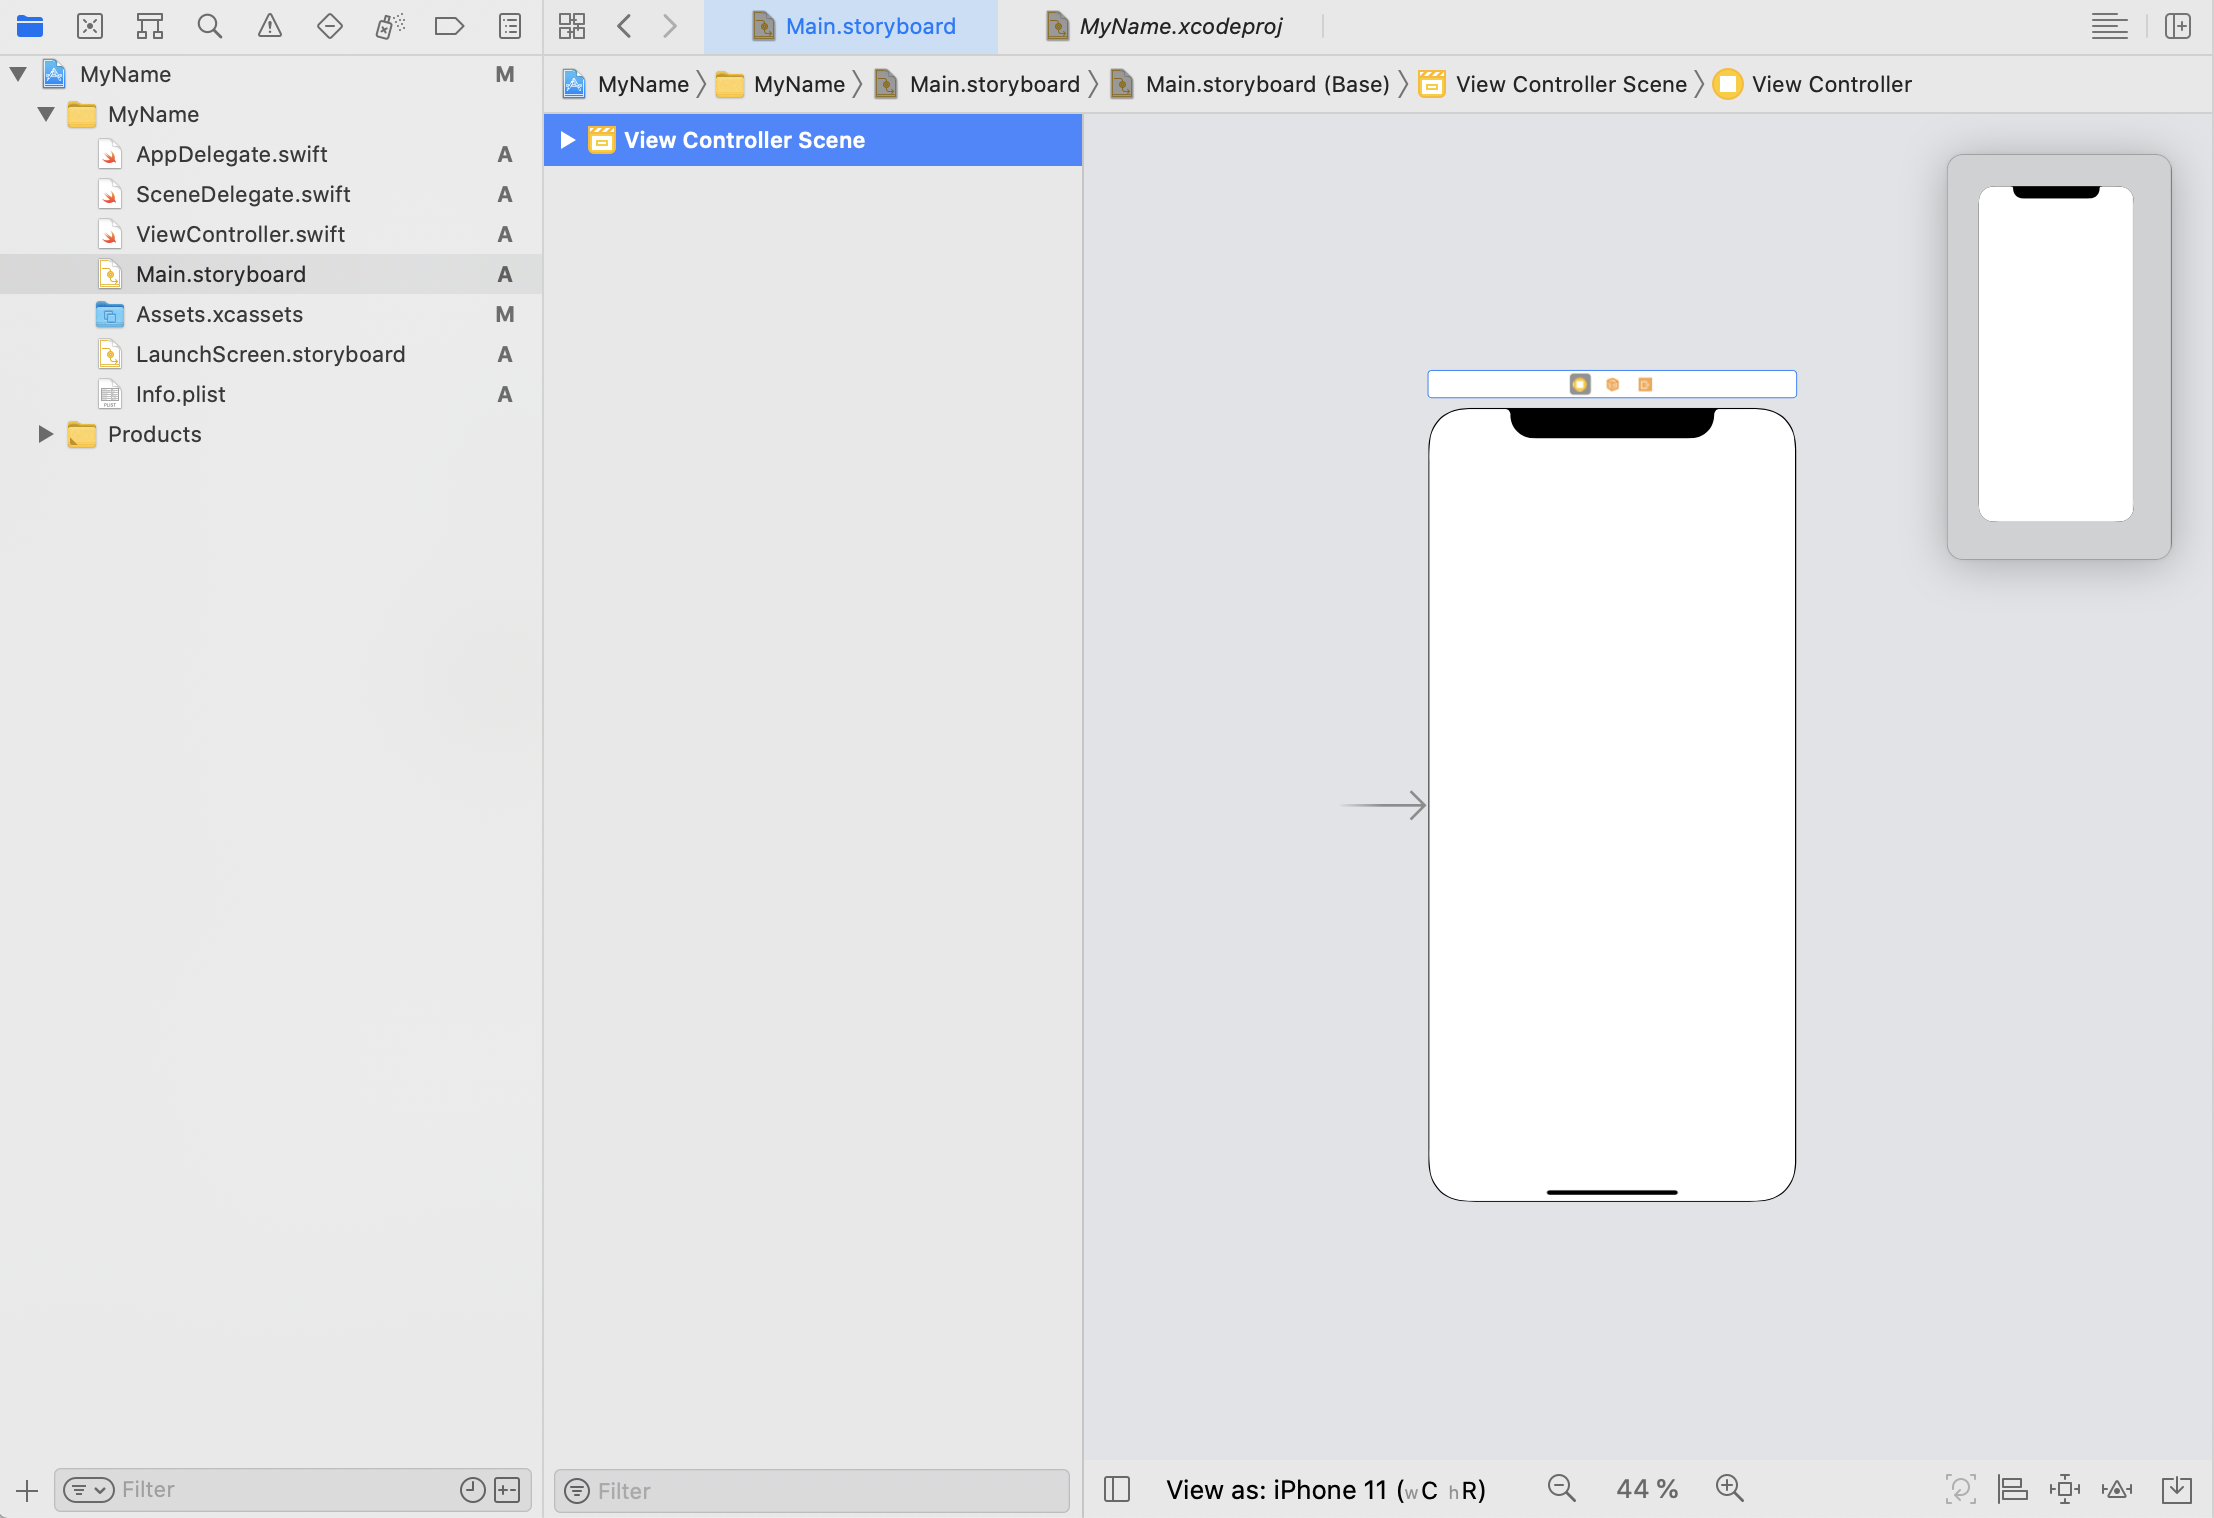 Main.storyboard
MyName.xcodeproj
MyName M
MyName
AppDelegate.swift A
SceneDelegate.swift A
ViewController.swift A
Main.storyboard A
Assets.xcassets M
LaunchScreen.storyboard A
Info.plist A
Products
MyName MyName Main.storyboard Main.storyboard (Base) View Controller Scene View Controller
View Controller Scene
Filter
Filter
View as: iPhone 11 (wC hR)
44 %